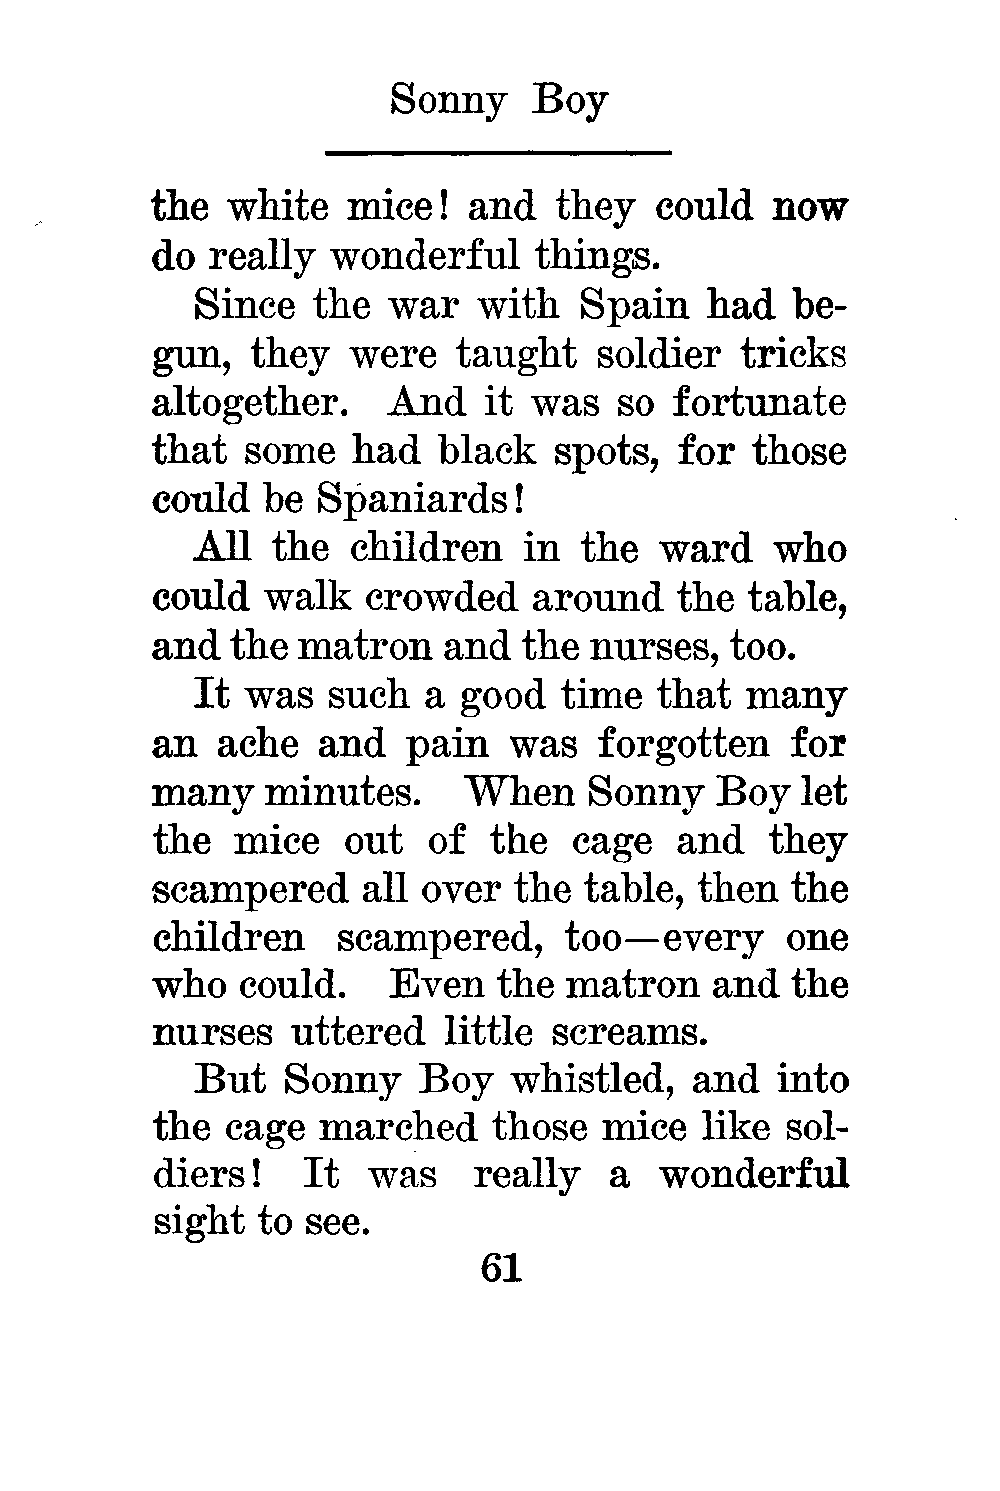 Sonny Boy
the white mice! and they could now
do really wonderful things.
Since the war with Spain had be-
gun, they were taught soldier tricks
altogether. And it was so fortunate
that some had black spots, for those
could be Spaniards!
All the children in the ward who
could walk crowded around the table,
and the matron and the nurses, too.
It was such a good time that many
an ache and pain was forgotten for
many minutes. When Sonny Boy let
the mice out of the cage and they
scampered all over the table, then the
children scampered, too—every one
who could. Even the matron and the
nurses uttered little screams.
But Sonny Boy whistled, and into
the cage marched those mice like sol-
diers! It was really a wonderful
sight to see.
61